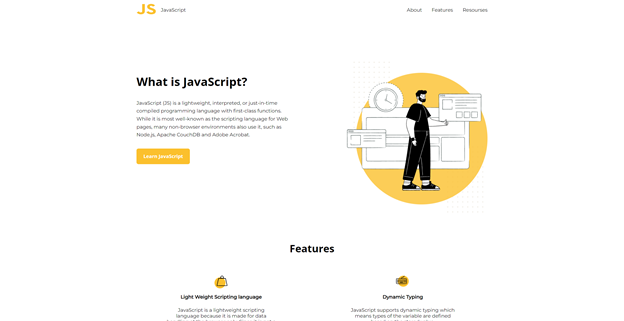 JS JavaScript
About Features Resourses
What is JavaScript?
JavaScript (JS) is a lightweight, interpreted, or just-in-time
compiled programming language with first-class functions.
While it is most well-known as the scripting language for Web
pages, many non-browser environments also use it, such as
Node.js, Apache CouchDB and Adobe Acrobat.
Learn JavaScript
Features
Light Weight Scripting language
JavaScript is a lightweight scripting
language because it is made for data
Dynamic Typing
JavaScript supports dynamic typing which
means types of the variable are defined